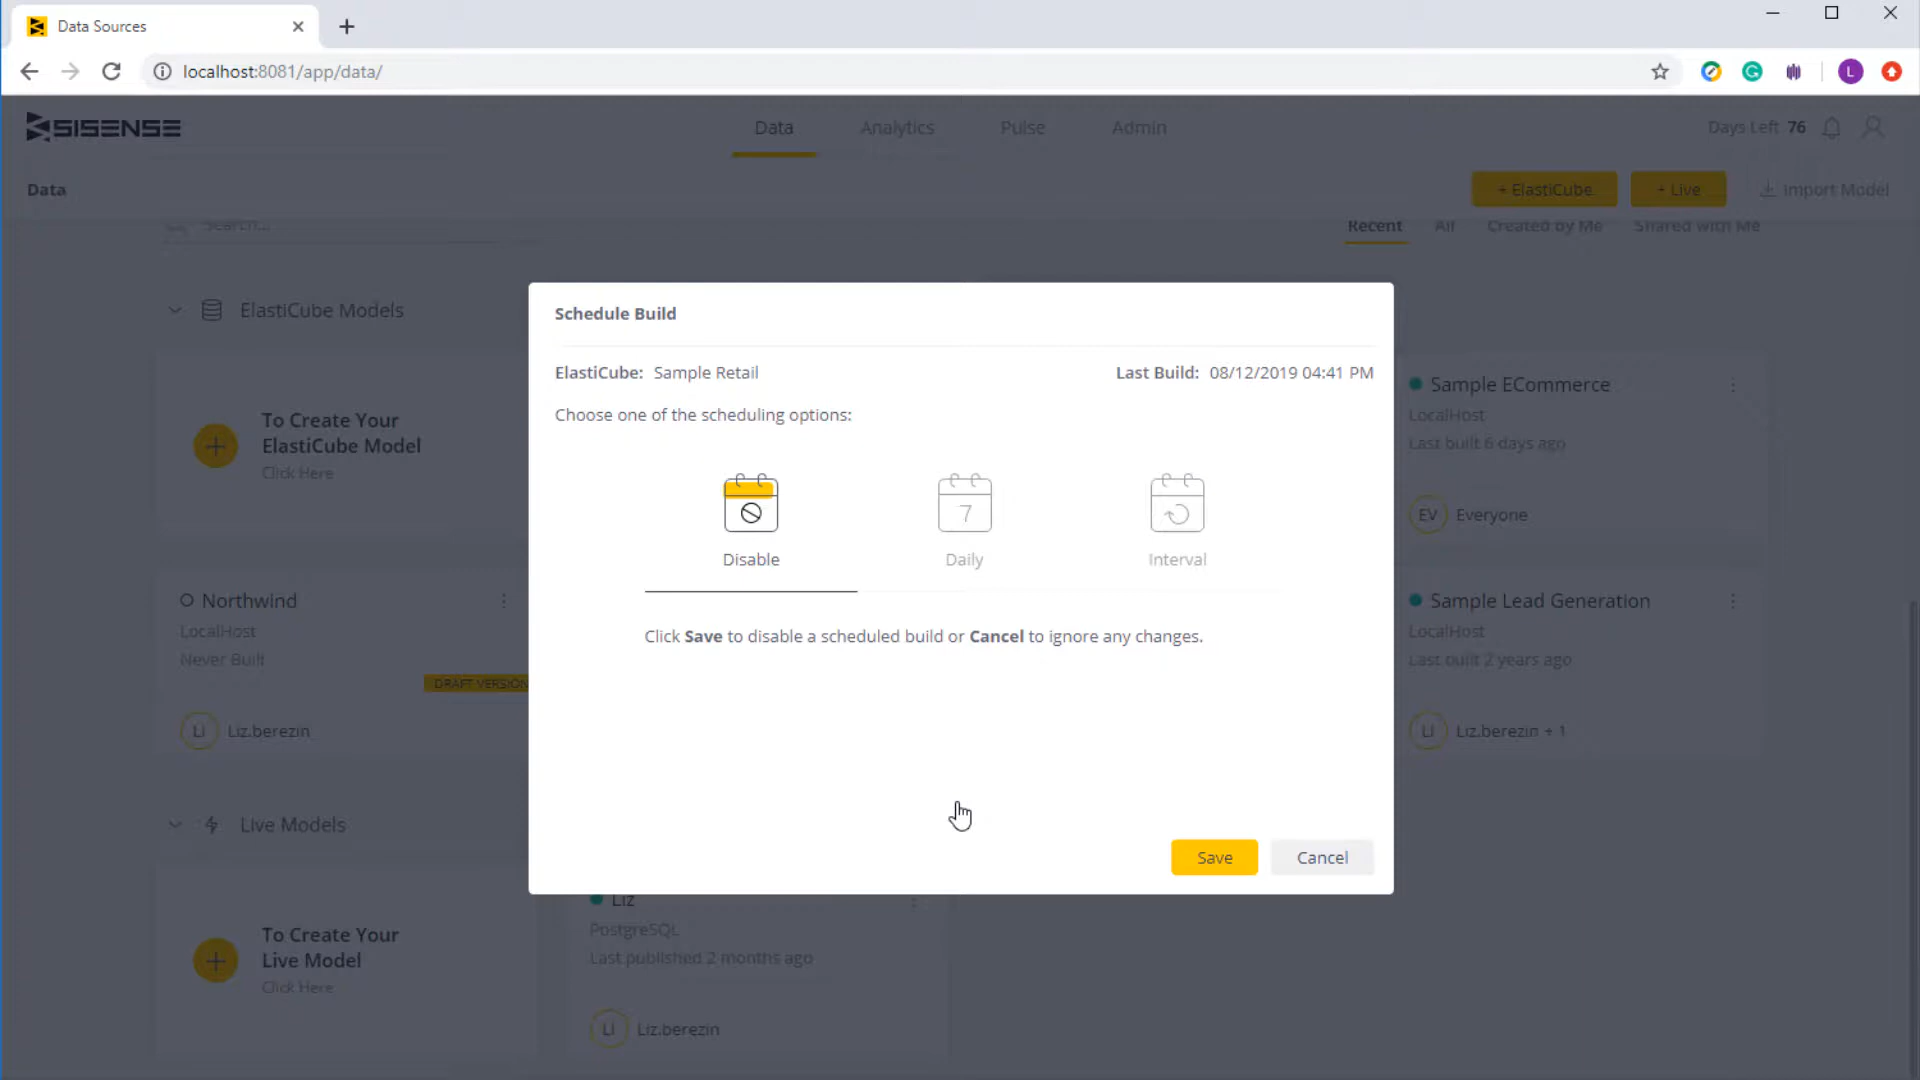 Data Sources
localhost:8081/app/data/
L
SISENSE
Data
Analytics
Pulse
Admin
Days Left 76
Data
+ ElastiCube
+ Live
Import Model
Search...
Recent
All
Created by Me
Shared with Me
ElastiCube Models
Schedule Build
ElastiCube: Sample Retail
Last Build: 08/12/2019 04:41 PM
Choose one of the scheduling options:
7
Disable
Daily
Interval
Click Save to disable a scheduled build or Cancel to ignore any changes.
Save
Cancel
To Create Your
ElastiCube Model
Click Here
Sample ECommerce
LocalHost
Last built 6 days ago
EV
Everyone
Northwind
LocalHost
Never Built
DRAFT VERSION
LI
Liz.berezin
Sample Lead Generation
LocalHost
Last built 2 years ago
LI
Liz.berezin + 1
Live Models
To Create Your
Live Model
Click Here
Liz
PostgreSQL
Last published 2 months ago
LI
Liz.berezin